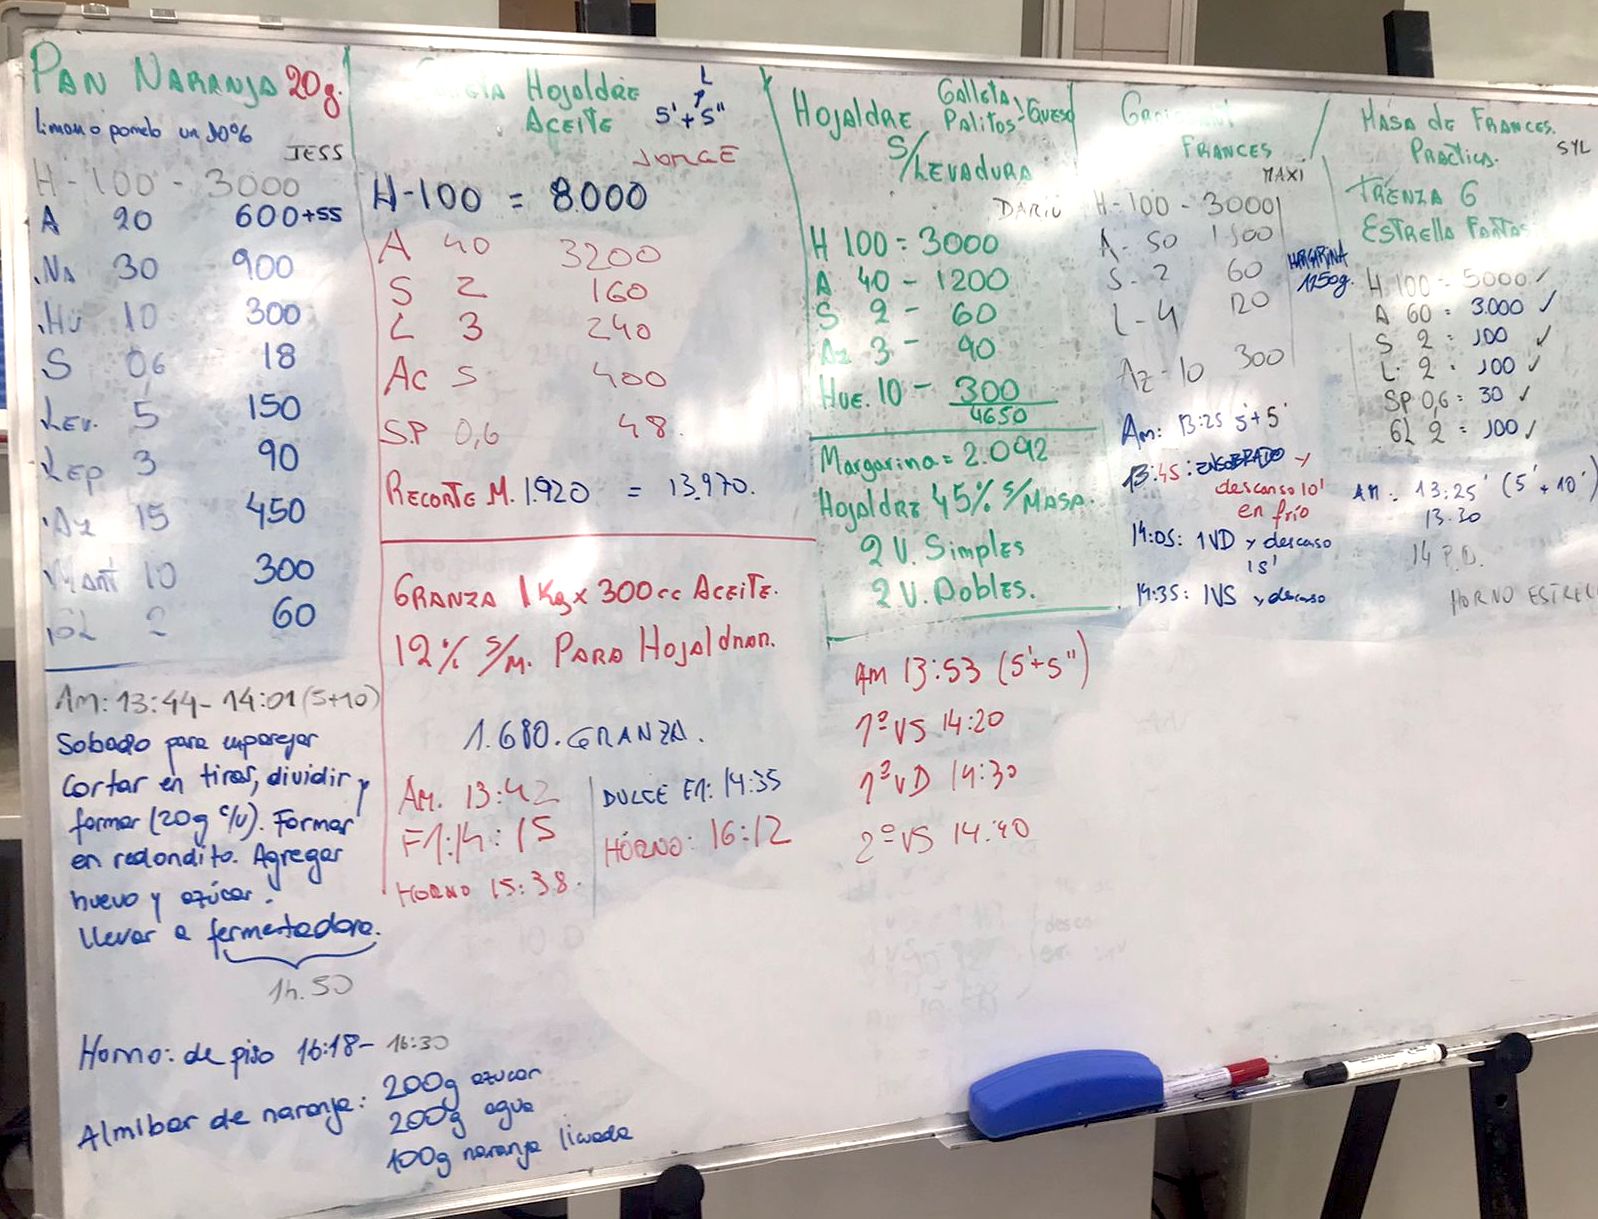 PAN NARANJA 20g.
limon o pomelo un 10%
JESS
H - 100 - 3000
A 20 600+55
.Na 30 900
.Hu 10 300
S 0,6 18
Lev. 5 150
Lep 3 90
.Az 15 450
Mant 10 300
GL 2 60
Am: 13:44 - 14:01 (5+10)
Sobado para emparejar
Cortar en tiras, dividir y
formar (20g c/u). Formar
en redondito. Agregar
huevo y azúcar.
Llevar a fermentadora.
1h. 50
Horno: de piso 16:18 - 16:30
Almibar de naranja: 200g azucar
200g agua
100g naranja licuada
Hojaldre
ACEITE
L
5' + 5"
JORGE
H-100 = 8000
A 40 3200
S 2 160
L 3 240
Ac 5 400
SP 0,6 48.
RECORTE M. 1.920 = 13.970.
GRANZA 1Kg x 300cc ACEITE.
12% S/M. PARA Hojaldrar.
1.680. GRANZA.
Am. 13:42
F1: 14:15
HORNO 15:38.
DULCE F1: 14:35
HORNO: 16:12
Hojaldre
Galleta
Palitos - Queso
S/LEVADURA
DARIO
H 100 = 3000
A 40 - 1200
S 2 - 60
Az 3 - 90
Hue. 10 - 300
4650
Margarina = 2.092
Hojaldre 45% S/MASA.
2 V. Simples
2 V. Dobles.
AM 13:53 (5'+5")
1º VS 14:20
1º VD 14:30
2º VS 14:40
FRANCES
MAXI
H - 100 - 3000
A - 50 1500
S - 2 60
L - 4 120
Az - 10 300
MARGARINA
1250g.
Am: 13:25 5'+5'
13:45: ENSOBRADO y
descanso 10'
en frio
14:05: 1VD y descaso
15'
14:35: 1VS y descaso
MASA de FRANCES.
PRACTICA.
SYL
TRENZA 6
ESTRELLA
H. 100 - 5000 ✓
A 60 = 3.000 ✓
S 2 = 100 ✓
L 2 = 100 ✓
SP 0,6 = 30 ✓
GL 2 = 100 ✓
AM: 13:25' (5'+10')
13.30
14 P.D.
HORNO